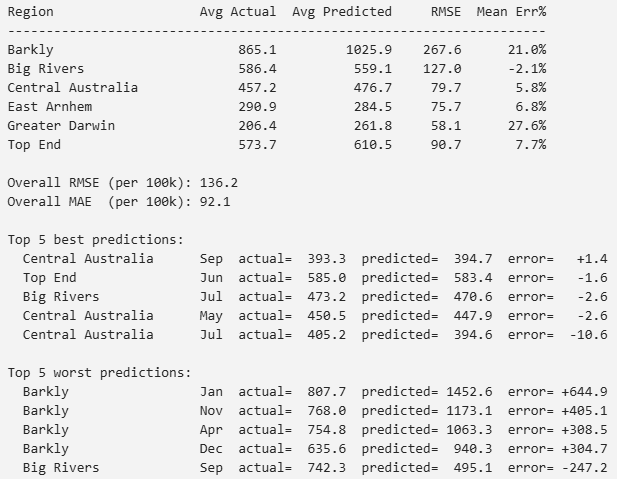 Region Avg Actual Avg Predicted RMSE Mean Err%
--------------------------------------------------------------------
Barkly 865.1 1025.9 267.6 21.0%
Big Rivers 586.4 559.1 127.0 -2.1%
Central Australia 457.2 476.7 79.7 5.8%
East Arnhem 290.9 284.5 75.7 6.8%
Greater Darwin 206.4 261.8 58.1 27.6%
Top End 573.7 610.5 90.7 7.7%
Overall RMSE (per 100k): 136.2
Overall MAE (per 100k): 92.1
Top 5 best predictions:
Central Australia Sep actual= 393.3 predicted= 394.7 error= +1.4
Top End Jun actual= 585.0 predicted= 583.4 error= -1.6
Big Rivers Jul actual= 473.2 predicted= 470.6 error= -2.6
Central Australia May actual= 450.5 predicted= 447.9 error= -2.6
Central Australia Jul actual= 405.2 predicted= 394.6 error= -10.6
Top 5 worst predictions:
Barkly Jan actual= 807.7 predicted= 1452.6 error= +644.9
Barkly Nov actual= 768.0 predicted= 1173.1 error= +405.1
Barkly Apr actual= 754.8 predicted= 1063.3 error= +308.5
Barkly Dec actual= 635.6 predicted= 940.3 error= +304.7
Big Rivers Sep actual= 742.3 predicted= 495.1 error= -247.2